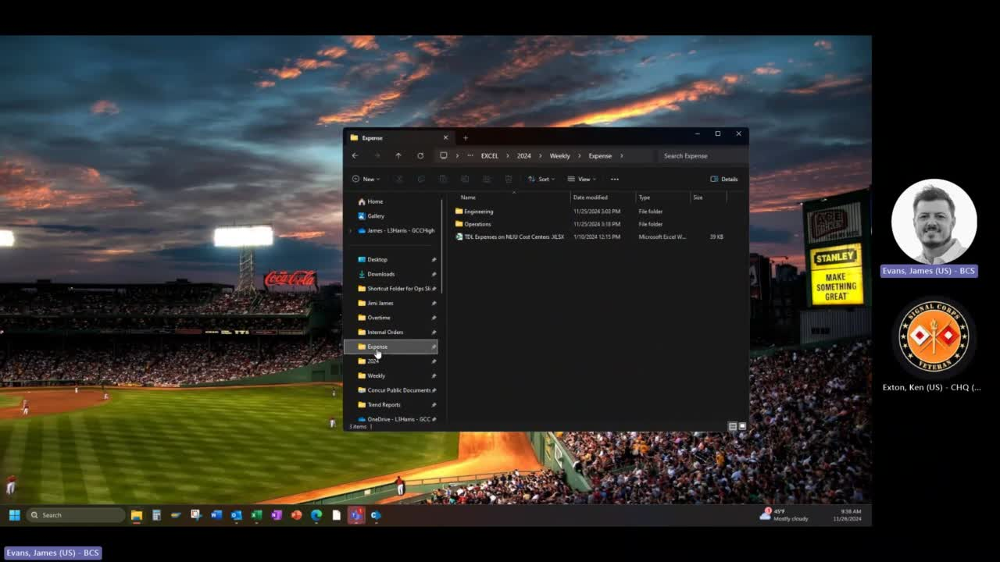 Expense
EXCEL > 2024 > Weekly > Expense >
Search Expense
New
Sort
View
Details
Name
Date modified
Type
Size
Home
Gallery
James - L3Harris - GCCHigh
Desktop
Downloads
Shortcut Folder for Ops Sli
Jimi James
Overtime
Internal Orders
Expense
2024
Weekly
Concur Public Documents
Trend Reports
OneDrive - L3Harris - GCC
Engineering 11/25/2024 3:03 PM File folder
Operations 11/25/2024 3:18 PM File folder
TDL Expenses on NLIU Cost Centers .XLSX 1/10/2024 12:15 PM Microsoft Excel W... 39 KB
3 items
Coca-Cola
STANLEY
MAKE
SOMETHING
GREAT
Evans, James (US) - BCS
SIGNAL CORPS
VETERAN
Exton, Ken (US) - CHQ (...
Search
1
45°F
Mostly cloudy
9:38 AM
11/26/2024
Evans, James (US) - BCS